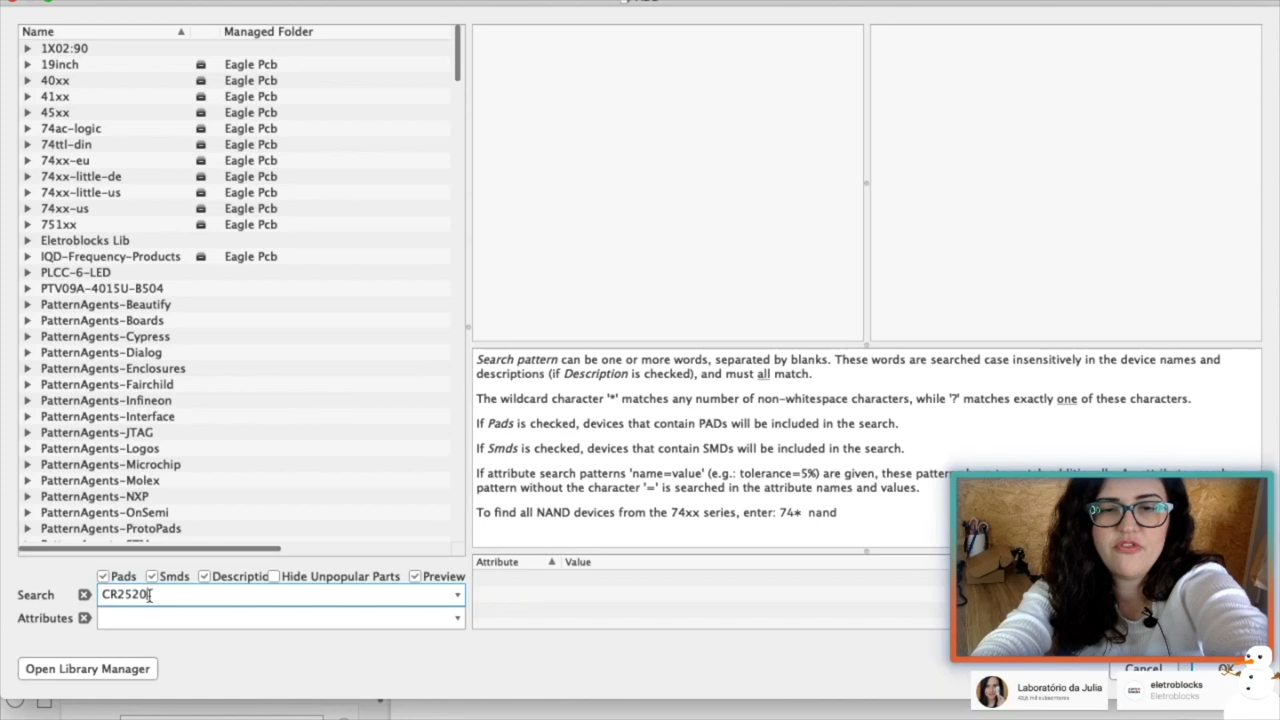 Name Managed Folder
1X02:90
19inch Eagle Pcb
40xx Eagle Pcb
41xx Eagle Pcb
45xx Eagle Pcb
74ac-logic Eagle Pcb
74ttl-din Eagle Pcb
74xx-eu Eagle Pcb
74xx-little-de Eagle Pcb
74xx-little-us Eagle Pcb
74xx-us Eagle Pcb
751xx Eagle Pcb
Eletroblocks Lib
IQD-Frequency-Products Eagle Pcb
PLCC-6-LED
PTV09A-4015U-B504
PatternAgents-Beautify
PatternAgents-Boards
PatternAgents-Cypress
PatternAgents-Dialog
PatternAgents-Enclosures
PatternAgents-Fairchild
PatternAgents-Infineon
PatternAgents-Interface
PatternAgents-JTAG
PatternAgents-Logos
PatternAgents-Microchip
PatternAgents-Molex
PatternAgents-NXP
PatternAgents-OnSemi
PatternAgents-ProtoPads
Pads Smds Descriptio Hide Unpopular Parts Preview
Search CR2520
Attributes
Open Library Manager
Search pattern can be one or more words, separated by blanks. These words are searched case insensitively in the device names and
descriptions (if Description is checked), and must all match.
The wildcard character '*' matches any number of non-whitespace characters, while '?' matches exactly one of these characters.
If Pads is checked, devices that contain PADs will be included in the search.
If Smds is checked, devices that contain SMDs will be included in the search.
If attribute search patterns 'name=value' (e.g.: tolerance=5%) are given, these
pattern without the character '=' is searched in the attribute names and values.
To find all NAND devices from the 74xx series, enter: 74* nand
Attribute Value
Cancel OK
Laboratório da Julia
eletroblocks
Eletroblocks